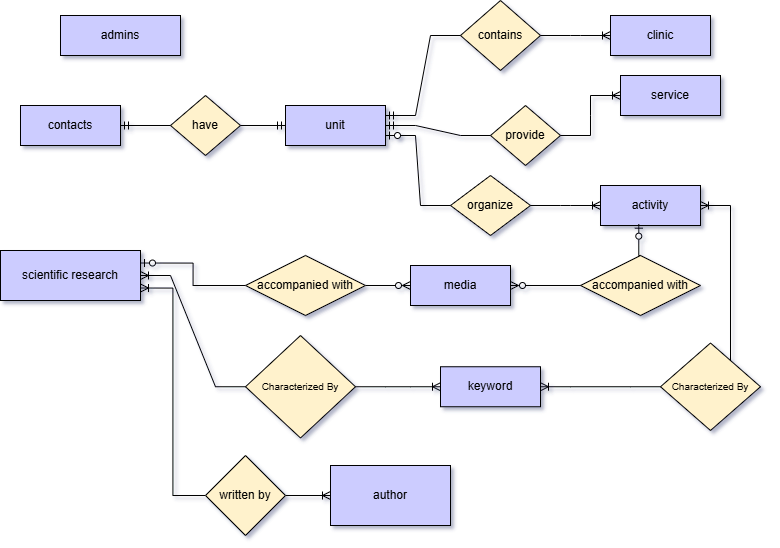 admins
contains
clinic
service
contacts
have
unit
provide
organize
activity
scientific research
accompanied with
media
accompanied with
Characterized By
keyword
Characterized By
written by
author